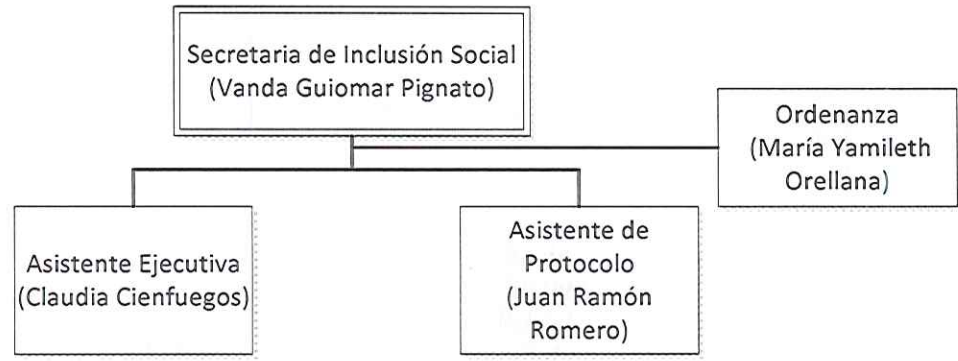 Secretaria de Inclusión Social
(Vanda Guiomar Pignato)
Ordenanza
(María Yamileth
Orellana)
Asistente Ejecutiva
(Claudia Cienfuegos)
Asistente de
Protocolo
(Juan Ramón
Romero)